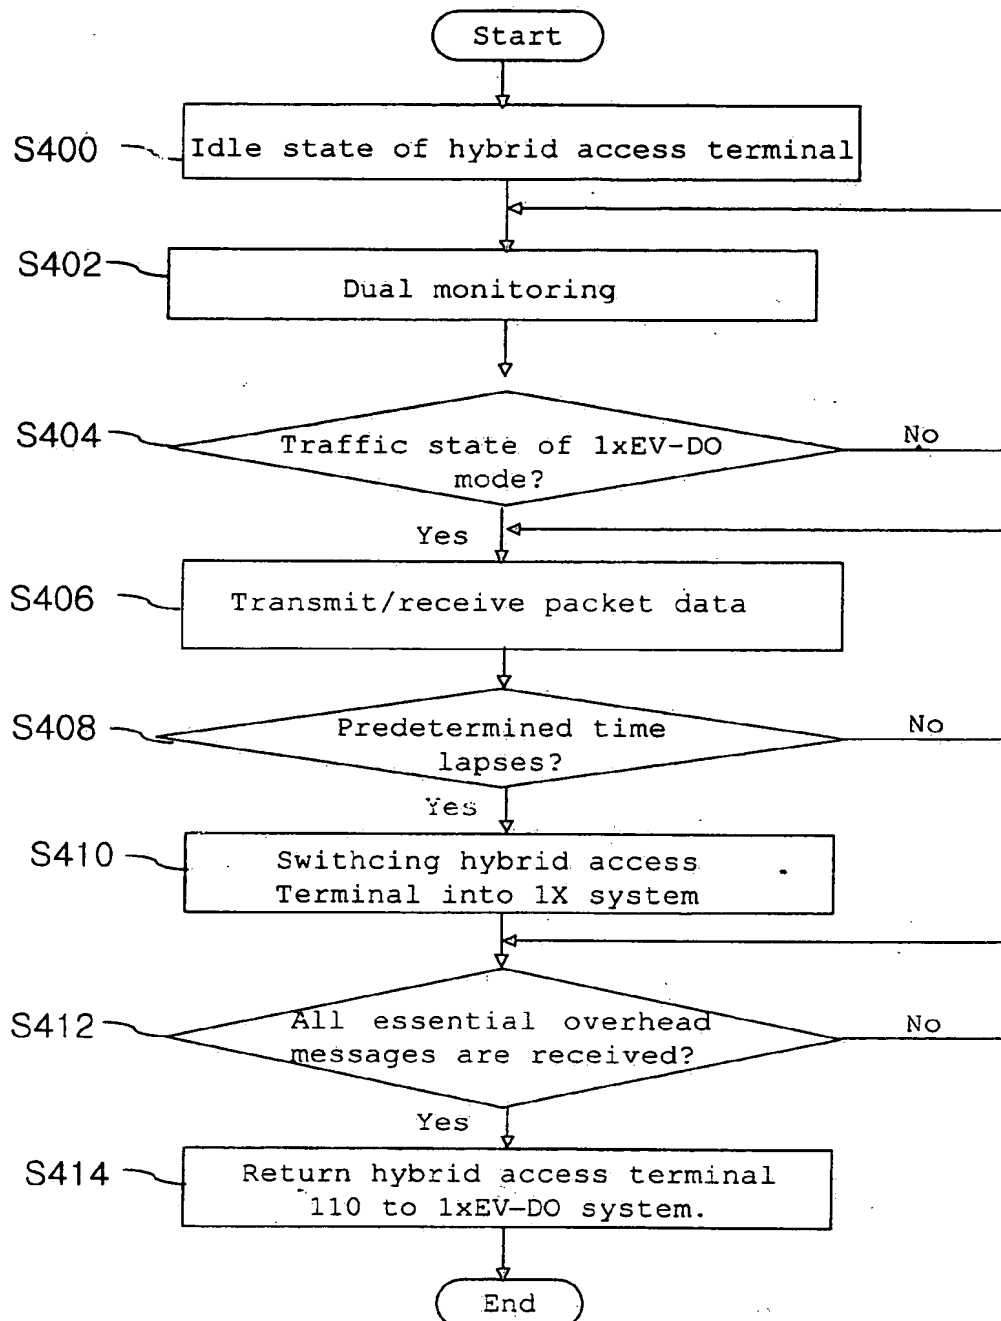 Start
S400
Idle state of hybrid access terminal
S402
Dual monitoring
S404
Traffic state of 1xEV-DO
mode?
No
Yes
S406
Transmit/receive packet data
S408
Predetermined time
lapses?
No
Yes
S410
Swithcing hybrid access
Terminal into 1X system
S412
All essential overhead
messages are received?
No
Yes
S414
Return hybrid access terminal
110 to 1xEV-DO system.
End